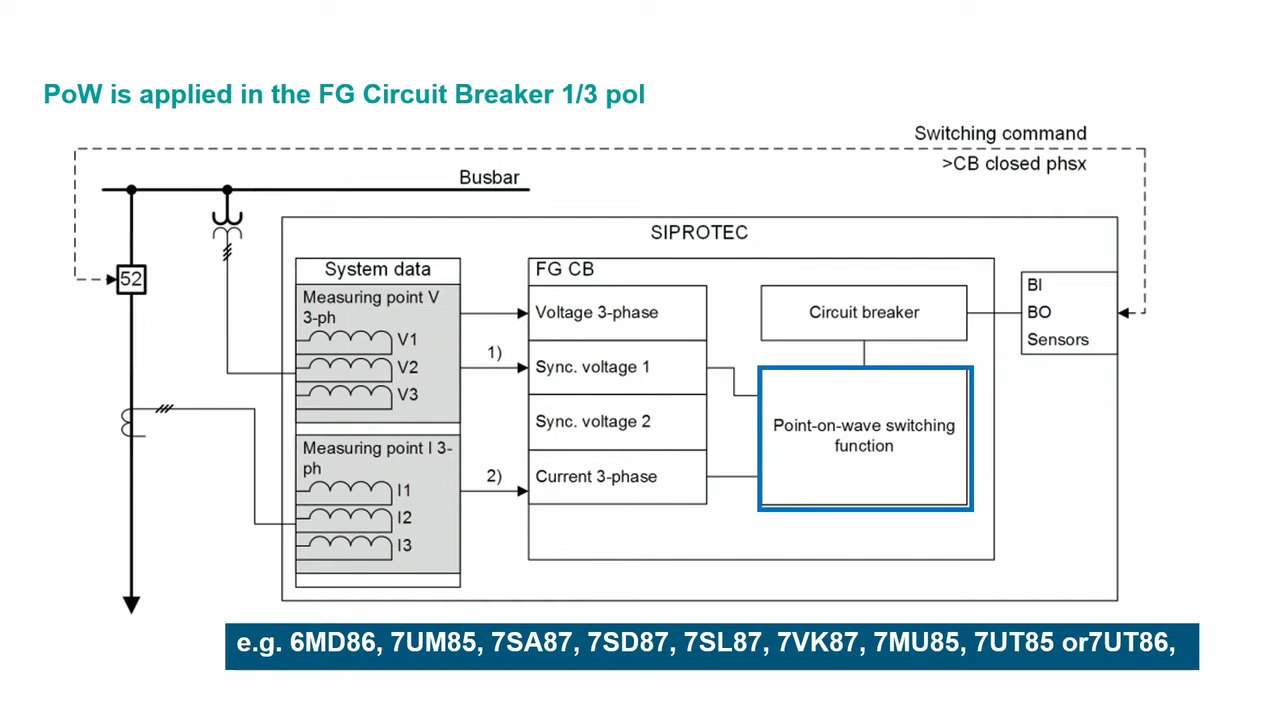 PoW is applied in the FG Circuit Breaker 1/3 pol
Switching command
>CB closed phsx
Busbar
SIPROTEC
52
System data
Measuring point V
3-ph
V1
V2
V3
Measuring point I 3-
ph
I1
I2
I3
1)
2)
FG CB
Voltage 3-phase
Sync. voltage 1
Sync. voltage 2
Current 3-phase
Circuit breaker
Point-on-wave switching
function
BI
BO
Sensors
e.g. 6MD86, 7UM85, 7SA87, 7SD87, 7SL87, 7VK87, 7MU85, 7UT85 or7UT86,